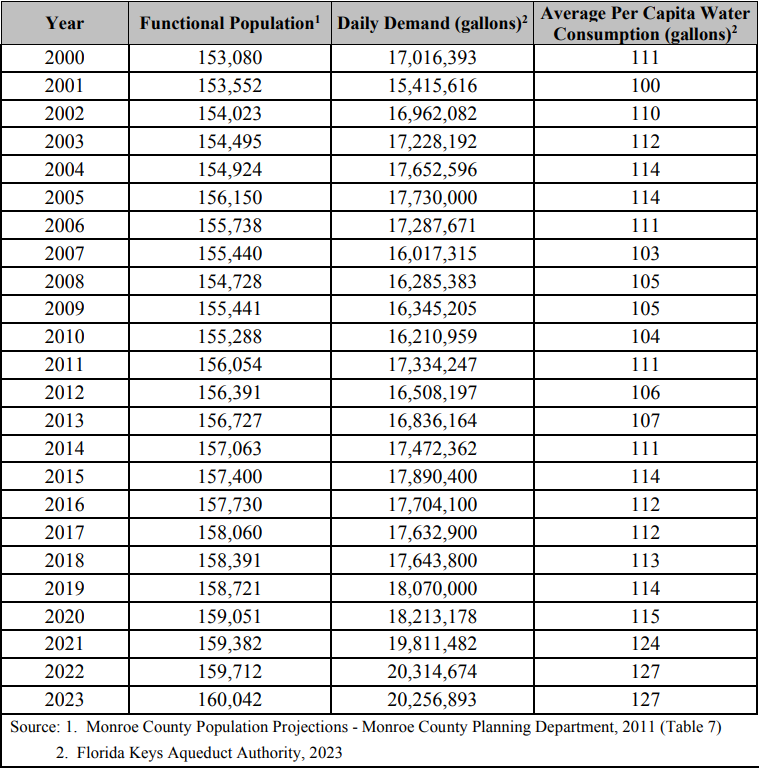 Year Functional Population1 Daily Demand (gallons)2 Average Per Capita Water
Consumption (gallons)2
2000 153,080 17,016,393 111
2001 153,552 15,415,616 100
2002 154,023 16,962,082 110
2003 154,495 17,228,192 112
2004 154,924 17,652,596 114
2005 156,150 17,730,000 114
2006 155,738 17,287,671 111
2007 155,440 16,017,315 103
2008 154,728 16,285,383 105
2009 155,441 16,345,205 105
2010 155,288 16,210,959 104
2011 156,054 17,334,247 111
2012 156,391 16,508,197 106
2013 156,727 16,836,164 107
2014 157,063 17,472,362 111
2015 157,400 17,890,400 114
2016 157,730 17,704,100 112
2017 158,060 17,632,900 112
2018 158,391 17,643,800 113
2019 158,721 18,070,000 114
2020 159,051 18,213,178 115
2021 159,382 19,811,482 124
2022 159,712 20,314,674 127
2023 160,042 20,256,893 127
Source: 1. Monroe County Population Projections - Monroe County Planning Department, 2011 (Table 7)
2. Florida Keys Aqueduct Authority, 2023